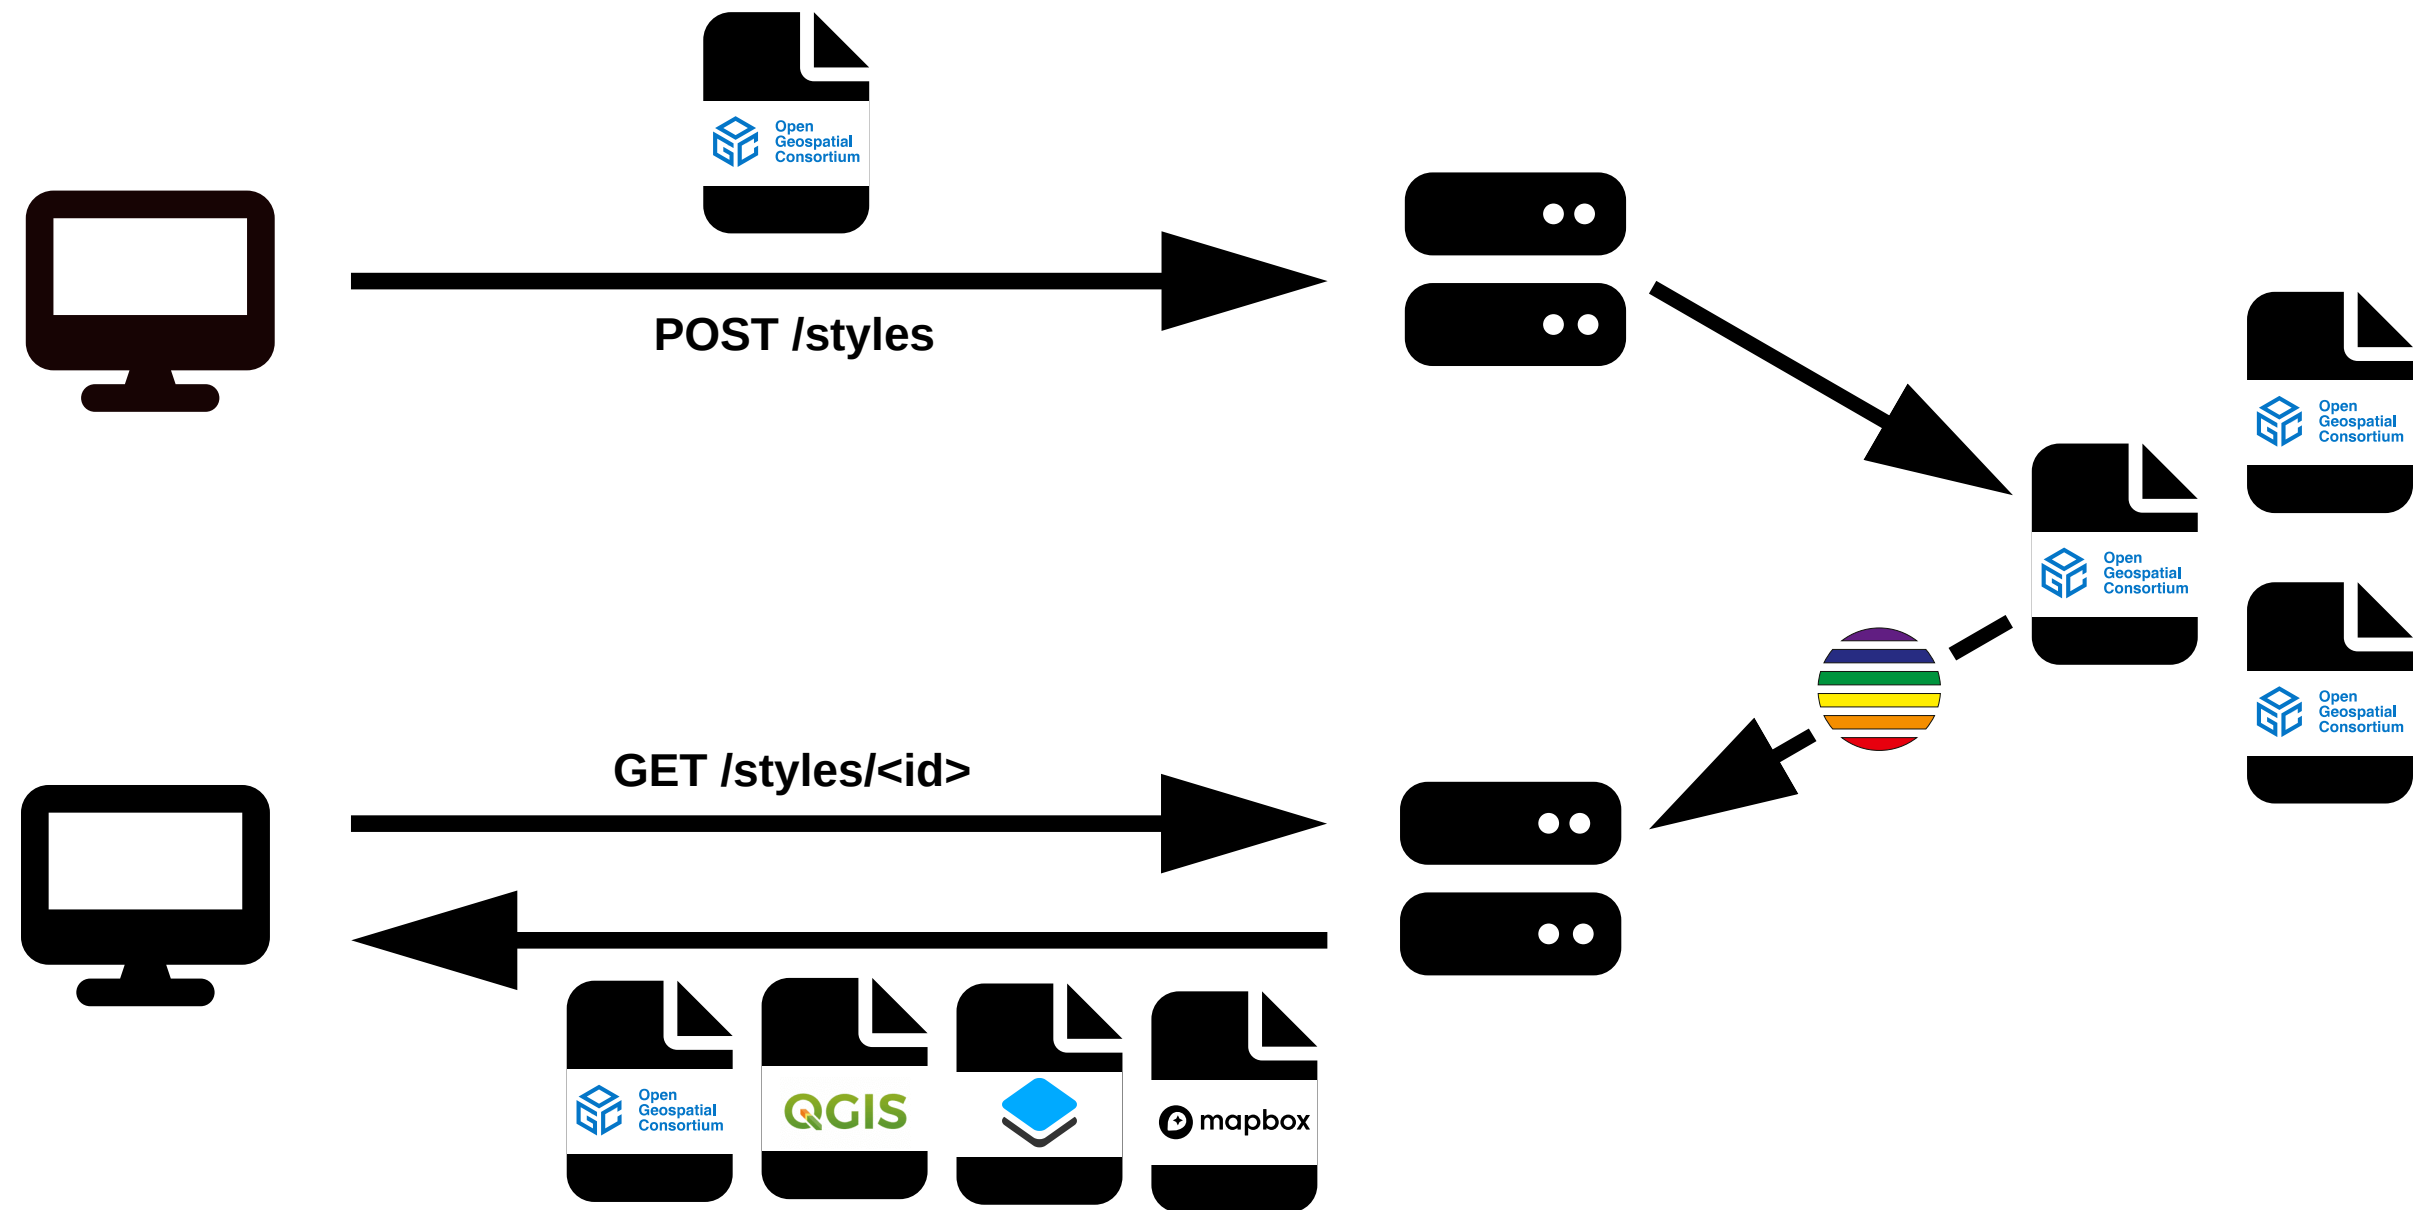 Open
Geospatial
Consortium
POST /styles
Open
Geospatial
Consortium
Open
Geospatial
Consortium
Open
Geospatial
Consortium
GET /styles/<id>
Open
Geospatial
Consortium
QGIS
mapbox